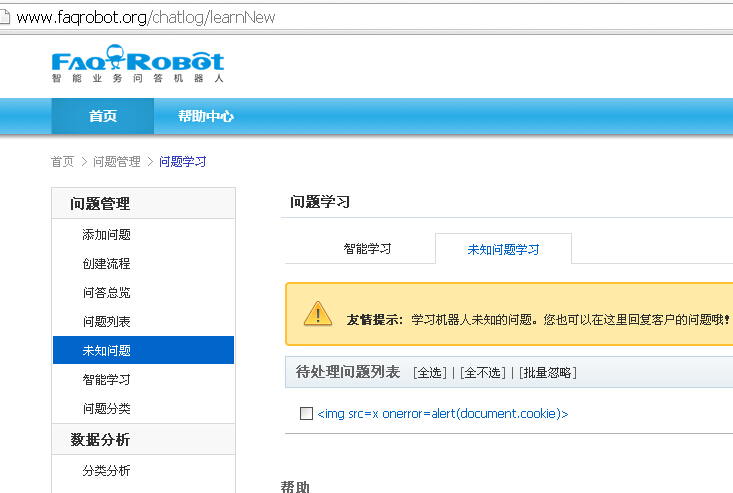 www.faqrobot.org/chatlog/learnNew
FAQ ROBOT
智能业务问答机器人
首页 帮助中心
首页 > 问题管理 > 问题学习
问题管理
添加问题
创建流程
问答总览
问题列表
未知问题
智能学习
问题分类
数据分析
分类分析
问题学习
智能学习 未知问题学习
友情提示：学习机器人未知的问题。您也可以在这里回复客户的问题哦！
待处理问题列表 [全选] | [全不选] | [批量忽略]
<img src=x onerror=alert(document.cookie)>
帮助